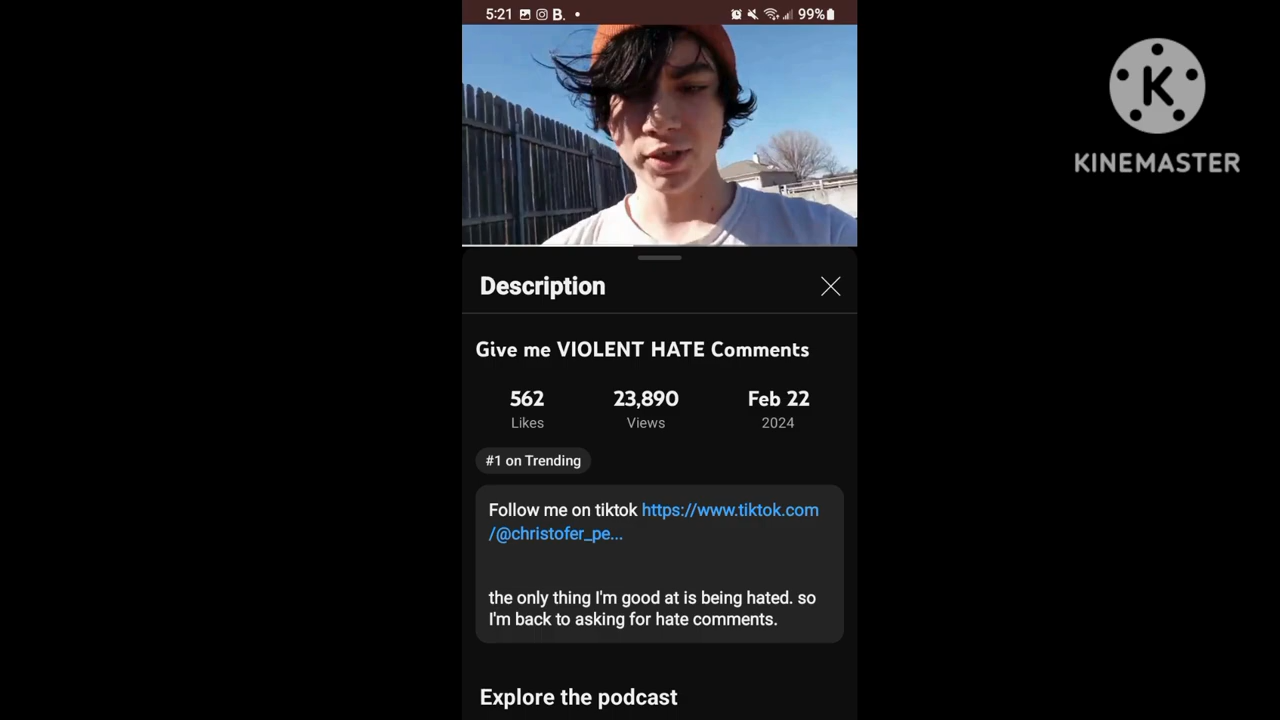 5:21 B. 99%
KINEMASTER
Description
Give me VIOLENT HATE Comments
562 23,890 Feb 22
Likes Views 2024
#1 on Trending
Follow me on tiktok https://www.tiktok.com
/@christofer_pe...
the only thing I'm good at is being hated. so
I'm back to asking for hate comments.
Explore the podcast